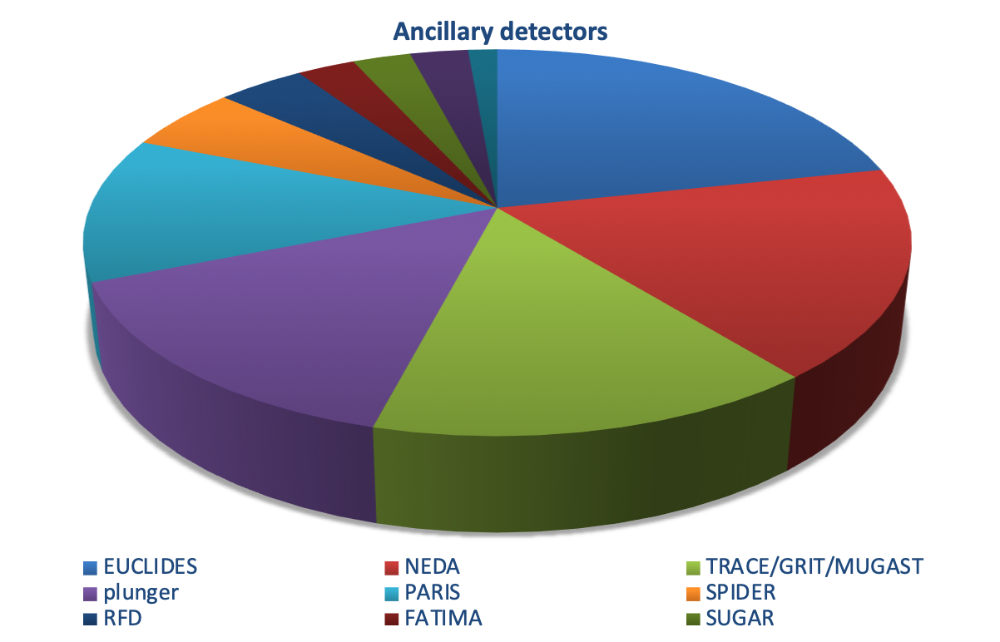 Ancillary detectors
EUCLIDES NEDA TRACE/GRIT/MUGAST
plunger PARIS SPIDER
RFD FATIMA SUGAR